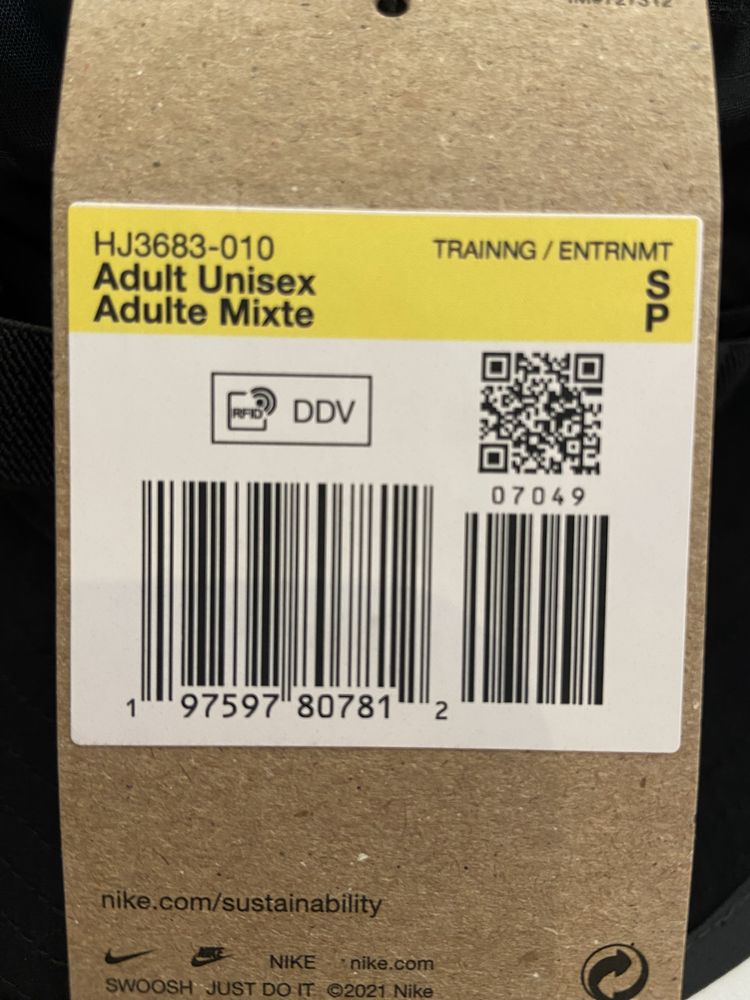 HJ3683-010
TRAINNG / ENTRNMT
Adult Unisex
S
Adulte Mixte
P
RFID DDV
07049
1 97597 80781 2
nike.com/sustainability
NIKE nike.com
SWOOSH JUST DO IT ©2021 Nike